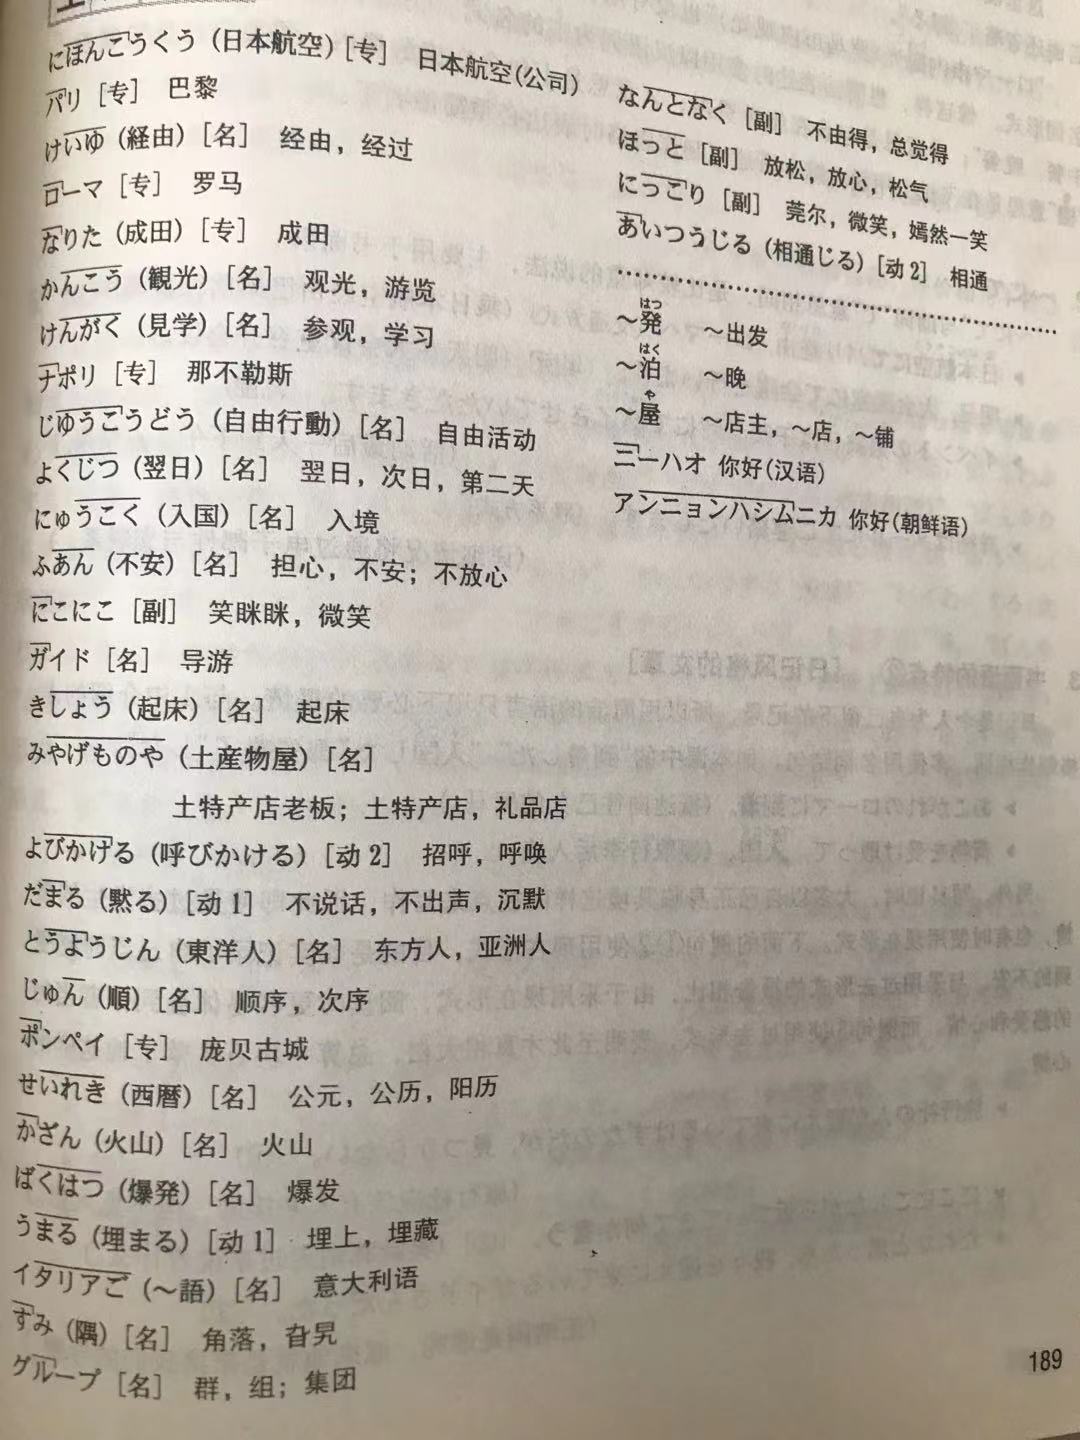 にほんこうくう (日本航空) [专] 日本航空(公司)
パリ [专] 巴黎
けいゆ (経由) [名] 经由，经过
ローマ [专] 罗马
なりた (成田) [专] 成田
かんこう (観光) [名] 观光，游览
けんがく (見学) [名] 参观，学习
ナポリ [专] 那不勒斯
じゆうこうどう (自由行動) [名] 自由活动
よくじつ (翌日) [名] 翌日，次日，第二天
にゅうこく (入国) [名] 入境
ふあん (不安) [名] 担心，不安；不放心
にこにこ [副] 笑眯眯，微笑
ガイド [名] 导游
きしょう (起床) [名] 起床
みやげものや (土産物屋) [名]
土特产店老板；土特产店，礼品店
よびかける (呼びかける) [动2] 招呼，呼唤
だまる (黙る) [动1] 不说话，不出声，沉默
とうようじん (東洋人) [名] 东方人，亚洲人
じゅん (順) [名] 顺序，次序
ポンペイ [专] 庞贝古城
せいれき (西暦) [名] 公元，公历，阳历
かざん (火山) [名] 火山
ばくはつ (爆発) [名] 爆发
うまる (埋まる) [动1] 埋上，埋藏
イタリアご (～語) [名] 意大利语
すみ (隅) [名] 角落，旮旯
グループ [名] 群，组；集团
なんとなく [副] 不由得，总觉得
ほっと [副] 放松，放心，松气
にっこり [副] 莞尔，微笑，嫣然一笑
あいつうじる (相通じる) [动2] 相通
はつ
～発 ～出发
はく
～泊 ～晚
や
～屋 ～店主，～店，～铺
ニーハオ 你好(汉语)
アンニョンハシムニカ 你好(朝鲜语)
189